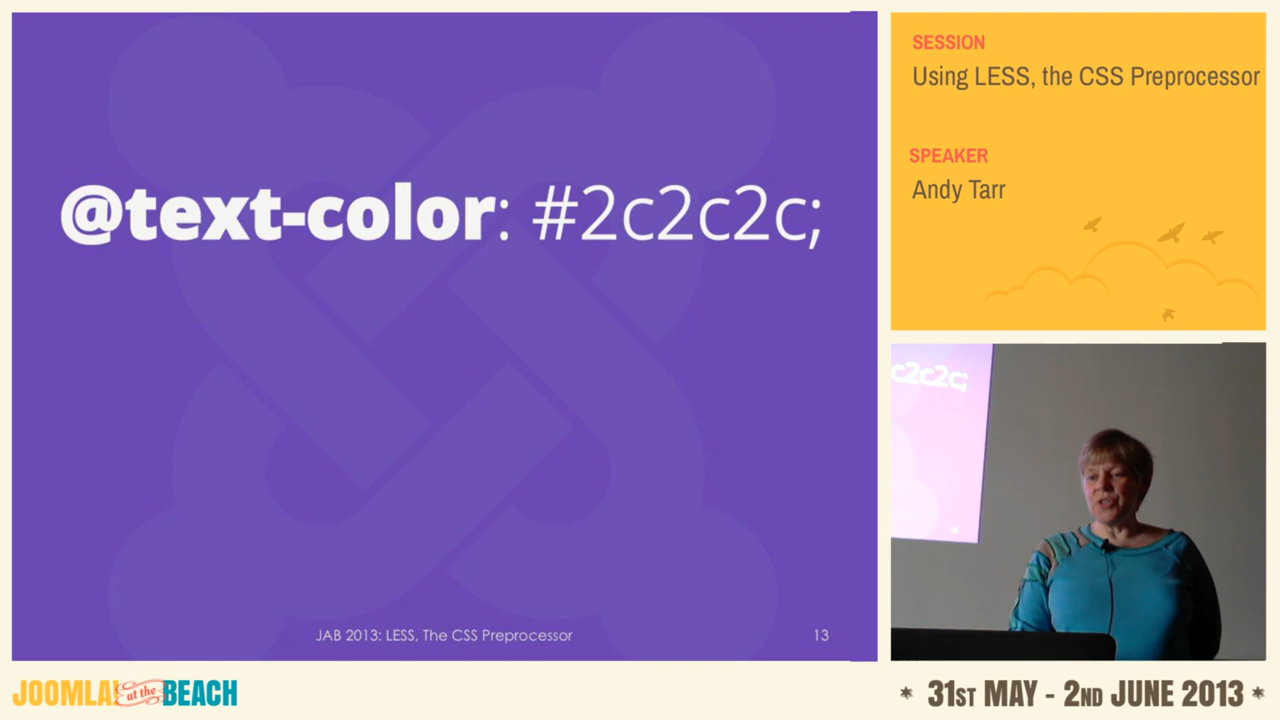 @text-color: #2c2c2c;
JAB 2013: LESS, The CSS Preprocessor
13
SESSION
Using LESS, the CSS Preprocessor
SPEAKER
Andy Tarr
c2c2c;
JOOMLA! at the BEACH
* 31ST MAY - 2ND JUNE 2013 *